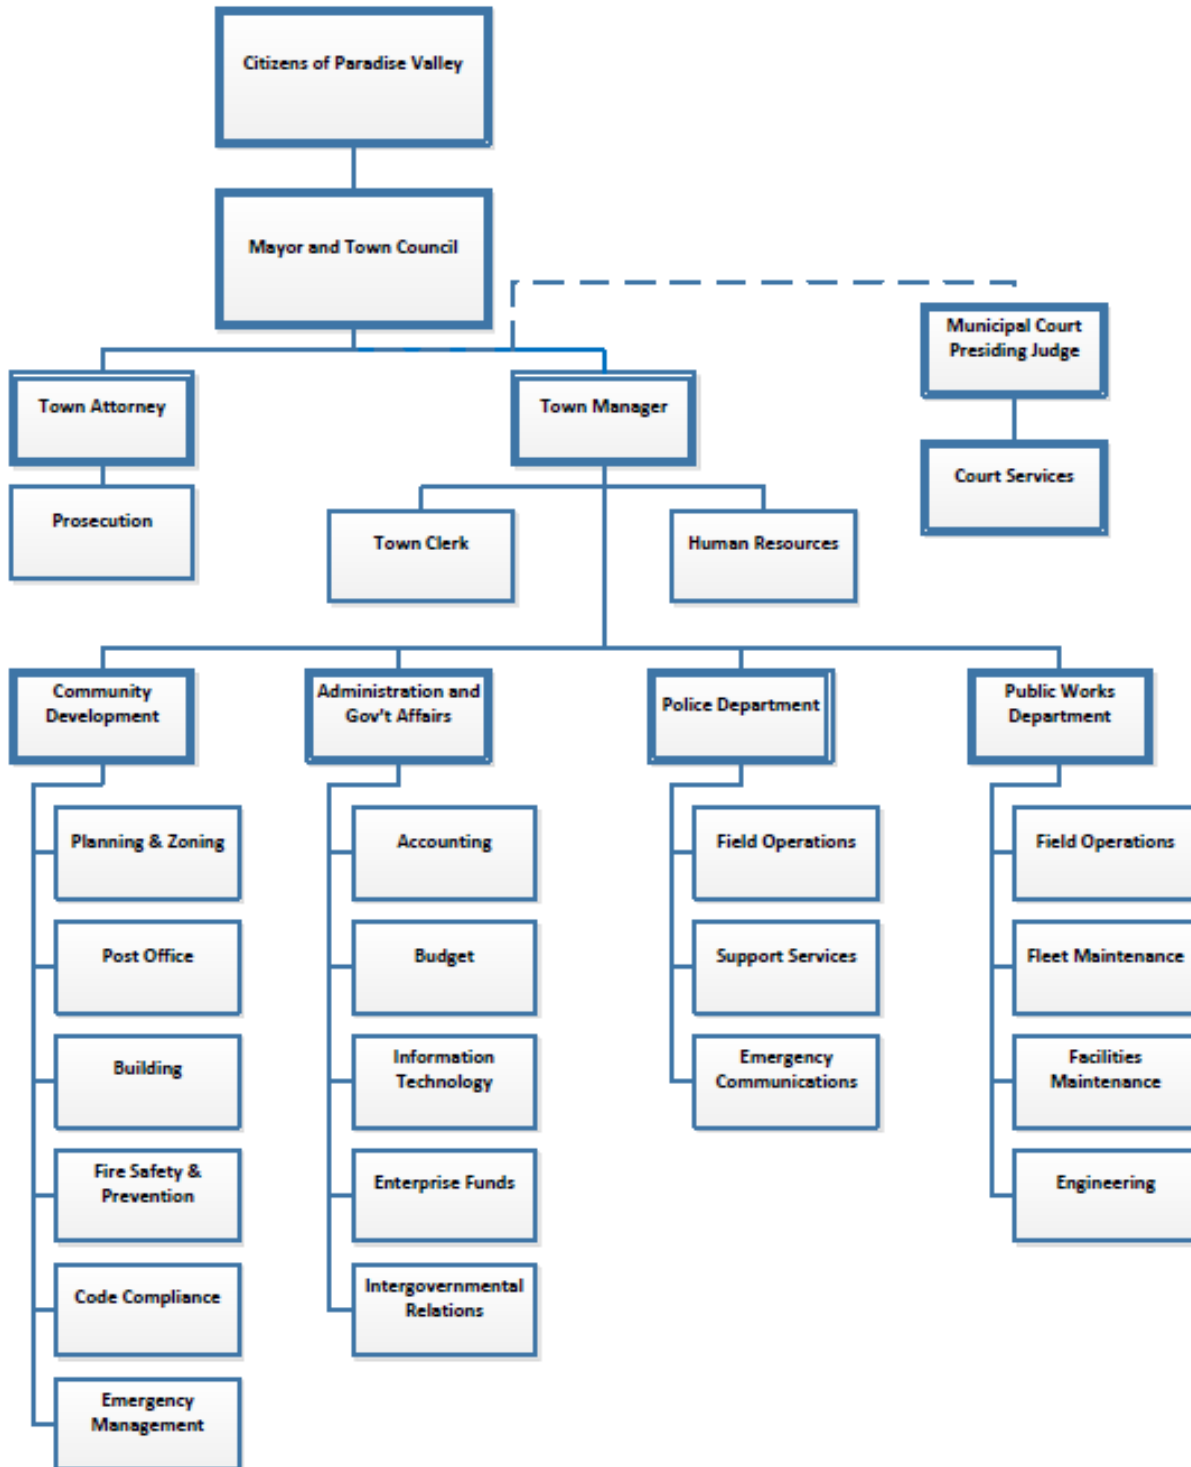 Citizens of Paradise Valley
Mayor and Town Council
Municipal Court
Presiding Judge
Town Attorney
Town Manager
Court Services
Prosecution
Town Clerk
Human Resources
Community
Development
Administration and
Gov't Affairs
Police Department
Public Works
Department
Planning & Zoning
Accounting
Field Operations
Field Operations
Post Office
Budget
Support Services
Fleet Maintenance
Building
Information
Technology
Emergency
Communications
Facilities
Maintenance
Fire Safety &
Prevention
Enterprise Funds
Engineering
Code Compliance
Intergovernmental
Relations
Emergency
Management